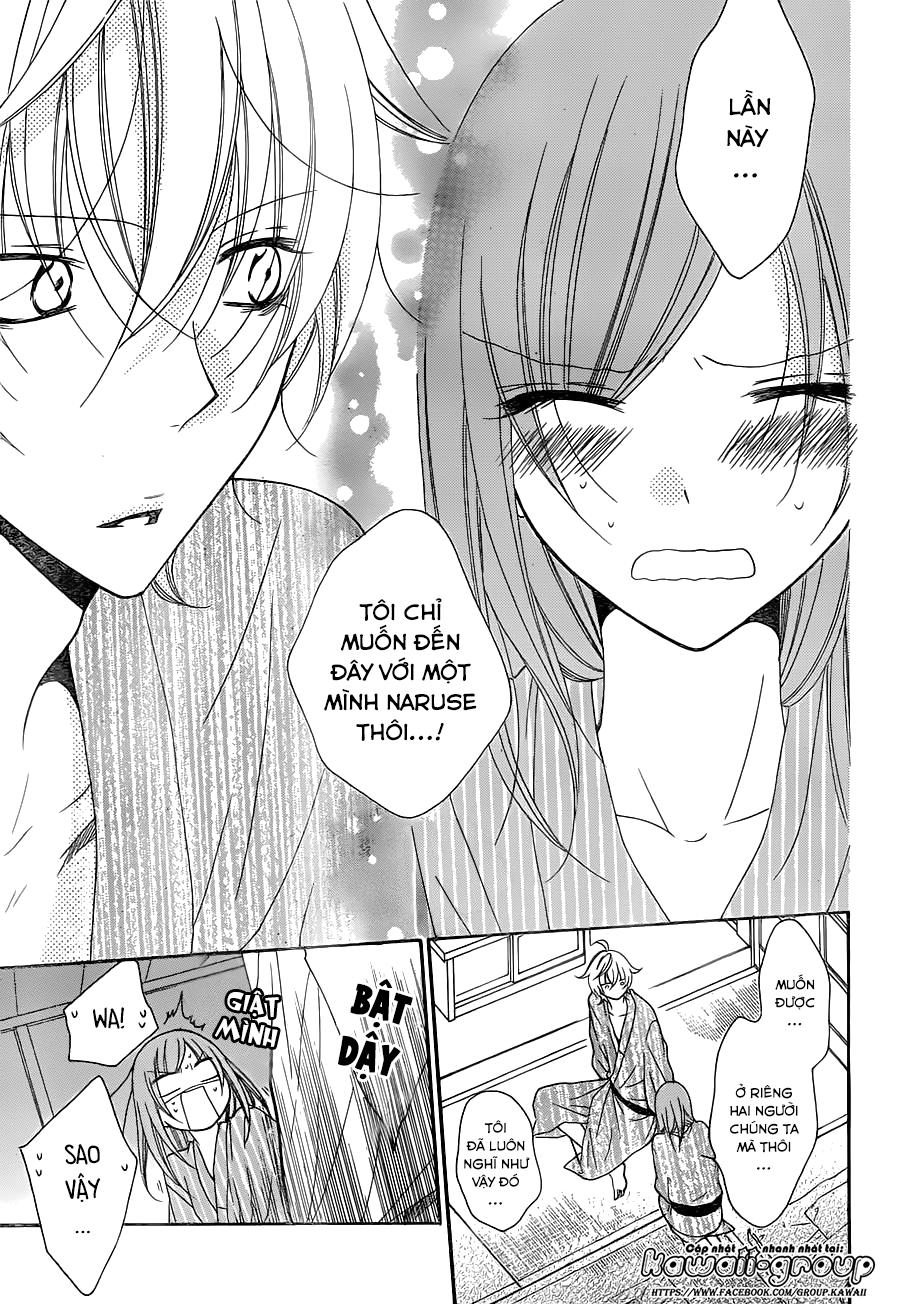 LẦN
NÀY
...
TÔI CHỈ
MUỐN ĐẾN
ĐÂY VỚI MỘT
MÌNH NARUSE
THÔI...!
MUỐN
ĐƯỢC
...
Ở RIÊNG
HAI NGƯỜI
CHÚNG TA
MÀ THÔI
...
TÔI
ĐÃ LUÔN
NGHĨ NHƯ
VẬY ĐÓ
...
BẬT
DẬY
GIẬT
MÌNH
WA!
SAO
VẬY
...
Cập nhật nhanh nhất tại:
kawaii-group
HTTPS://WWW.FACEBOOK.COM/GROUP.KAWAII